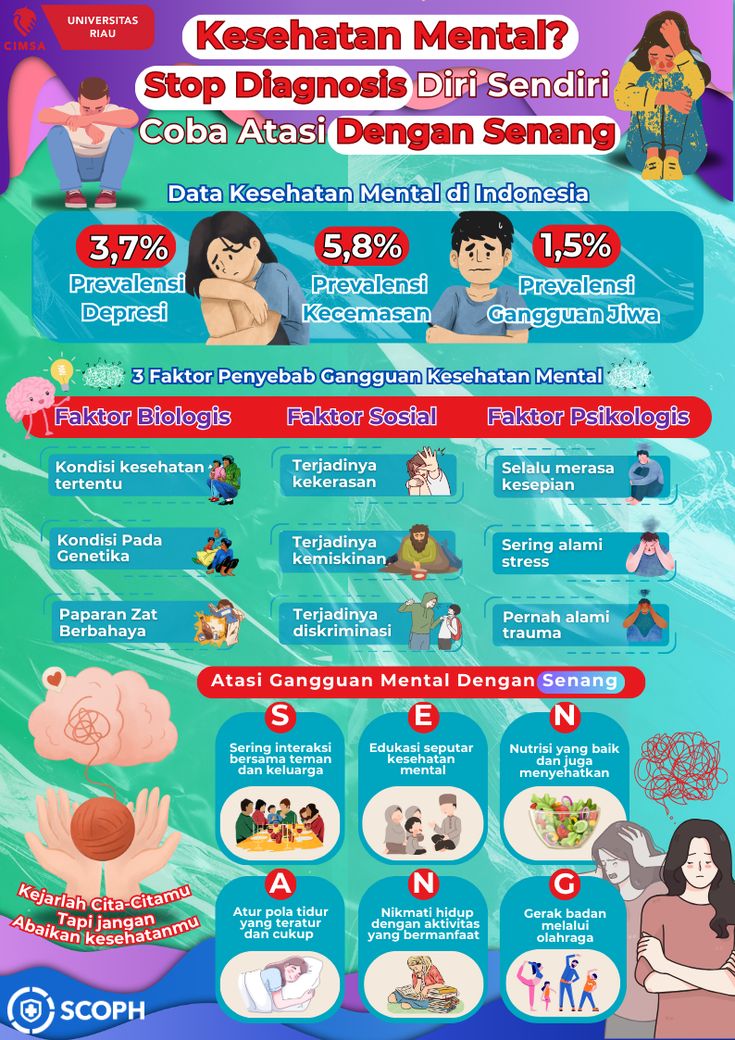 CIMSA
UNIVERSITAS
RIAU
Kesehatan Mental?
Stop Diagnosis Diri Sendiri
Coba Atasi Dengan Senang
Data Kesehatan Mental di Indonesia
3,7%
Prevalensi
Depresi
5,8%
Prevalensi
Kecemasan
1,5%
Prevalensi
Gangguan Jiwa
3 Faktor Penyebab Gangguan Kesehatan Mental
Faktor Biologis
Faktor Sosial
Faktor Psikologis
Kondisi kesehatan
tertentu
Terjadinya
kekerasan
Selalu merasa
kesepian
Kondisi Pada
Genetika
Terjadinya
kemiskinan
Sering alami
stress
Paparan Zat
Berbahaya
Terjadinya
diskriminasi
Pernah alami
trauma
Atasi Gangguan Mental Dengan Senang
S
Sering interaksi
bersama teman
dan keluarga
E
Edukasi seputar
kesehatan
mental
N
Nutrisi yang baik
dan juga
menyehatkan
A
Atur pola tidur
yang teratur
dan cukup
N
Nikmati hidup
dengan aktivitas
yang bermanfaat
G
Gerak badan
melalui
olahraga
Kejarlah Cita-Citamu
Tapi jangan
Abaikan kesehatanmu
SCOPH